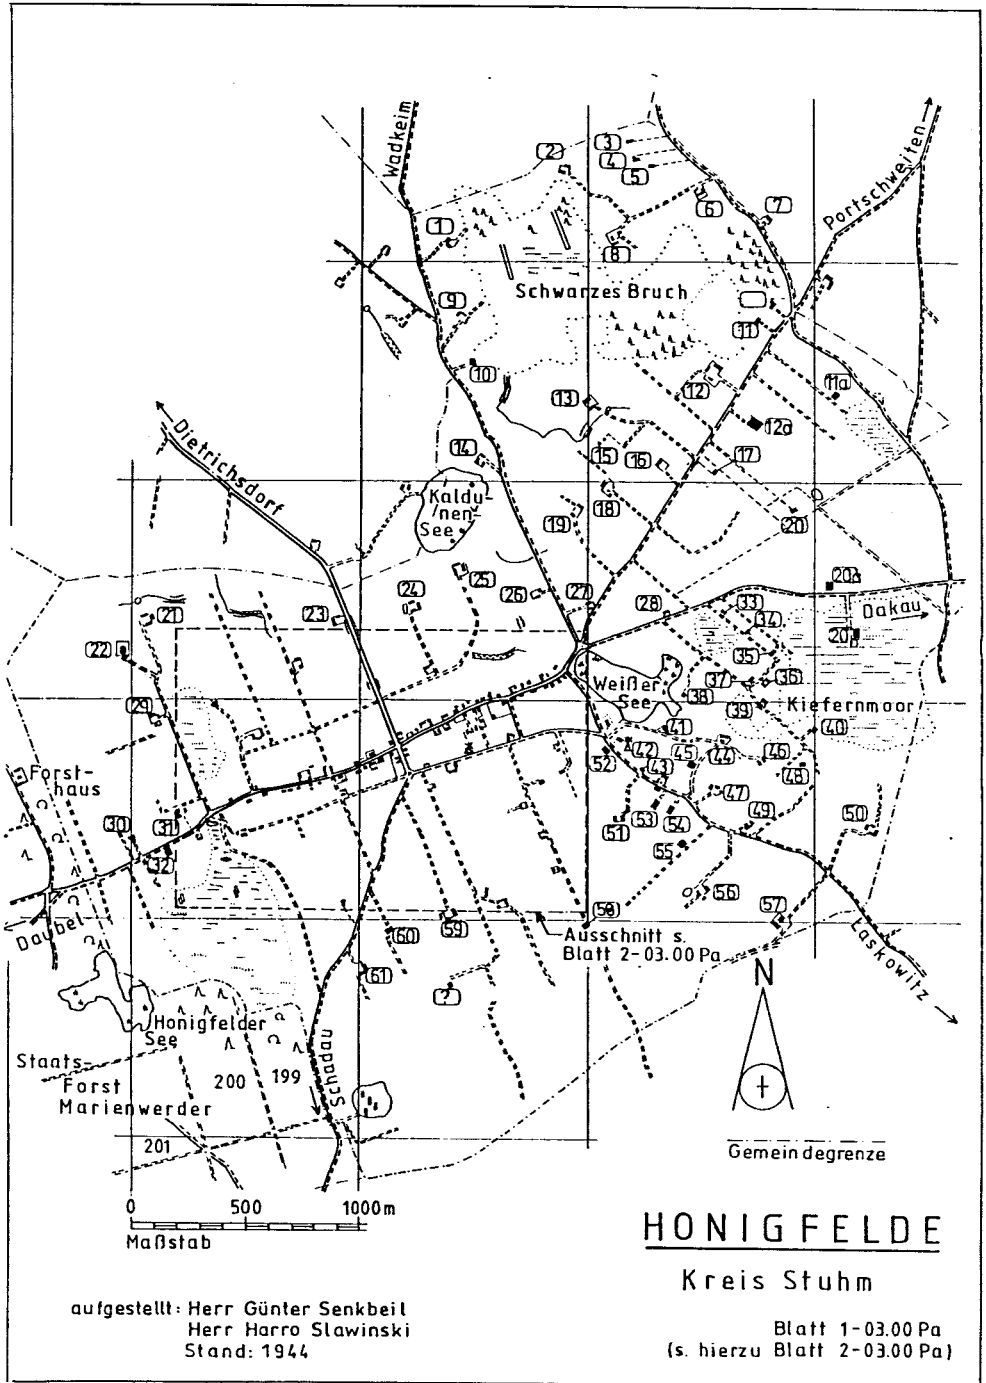 Wadkeim
Portschweiten
2
3
4
5
6
7
1
8
Schwarzes Bruch
9
11
10
12
11a
13
12a
Dietrichsdorf
14
15
16
17
Kaldu-
nen-
See
18
19
20
20a
25
24
26
27
28
33
Dakau
34
21
23
20
B
22
35
Weißer
See
37
36
38
39
Kiefernmoor
29
41
40
42
45
44
46
52
43
48
Forst-
haus
47
49
50
30
31
51
53
54
32
55
56
58
57
Daubel
60
59
Ausschnitt s.
Blatt 2-03.00 Pa
Laskowitz
61
?
N
Honigfelder
See
Schadau
Staats-
Forst
Marienwerder
200
199
201
Gemeindegrenze
0 500 1000m
Maßstab
HONIGFELDE
Kreis Stuhm
aufgestellt: Herr Günter Senkbeil
Herr Harro Slawinski
Stand: 1944
Blatt 1-03.00 Pa
(s. hierzu Blatt 2-03.00 Pa)